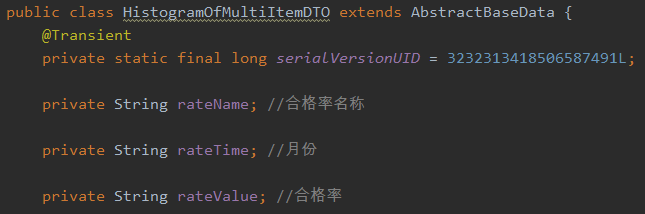 public class HistogramOfMultiItemDTO extends AbstractBaseData {
@Transient
private static final long serialVersionUID = 3232313418506587491L;
private String rateName; //合格率名称
private String rateTime; //月份
private String rateValue; //合格率